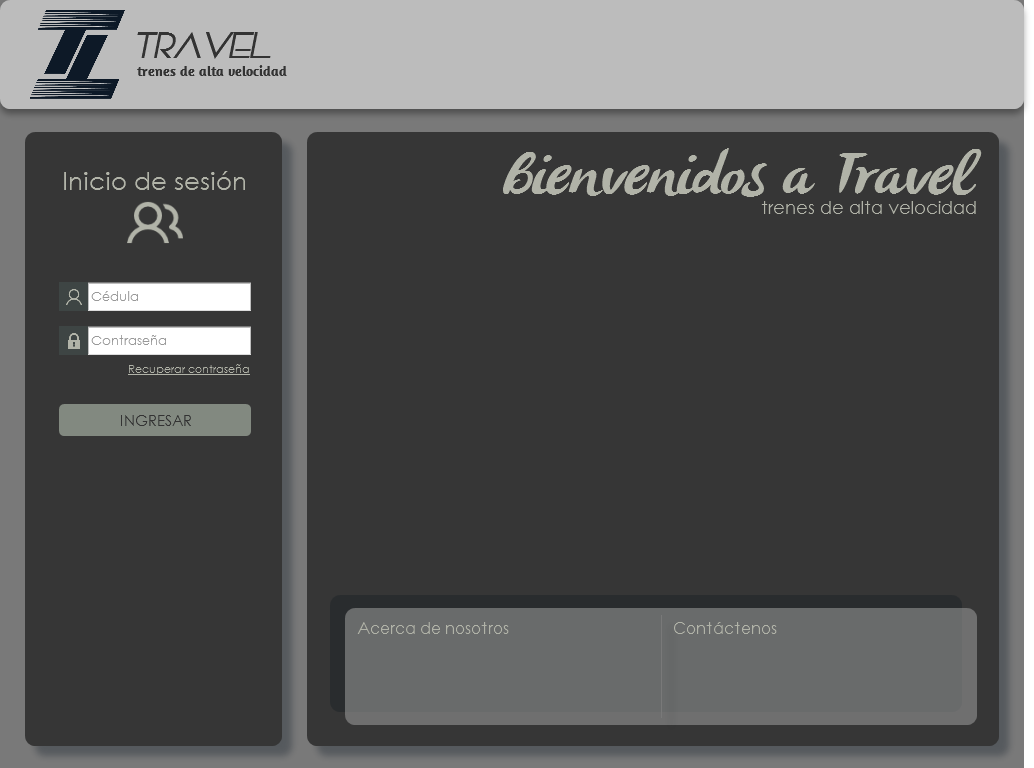 TRAVEL
trenes de alta velocidad
Inicio de sesión
Cédula
Contraseña
Recuperar contraseña
INGRESAR
bienvenidos a Travel
trenes de alta velocidad
Acerca de nosotros
Contáctenos